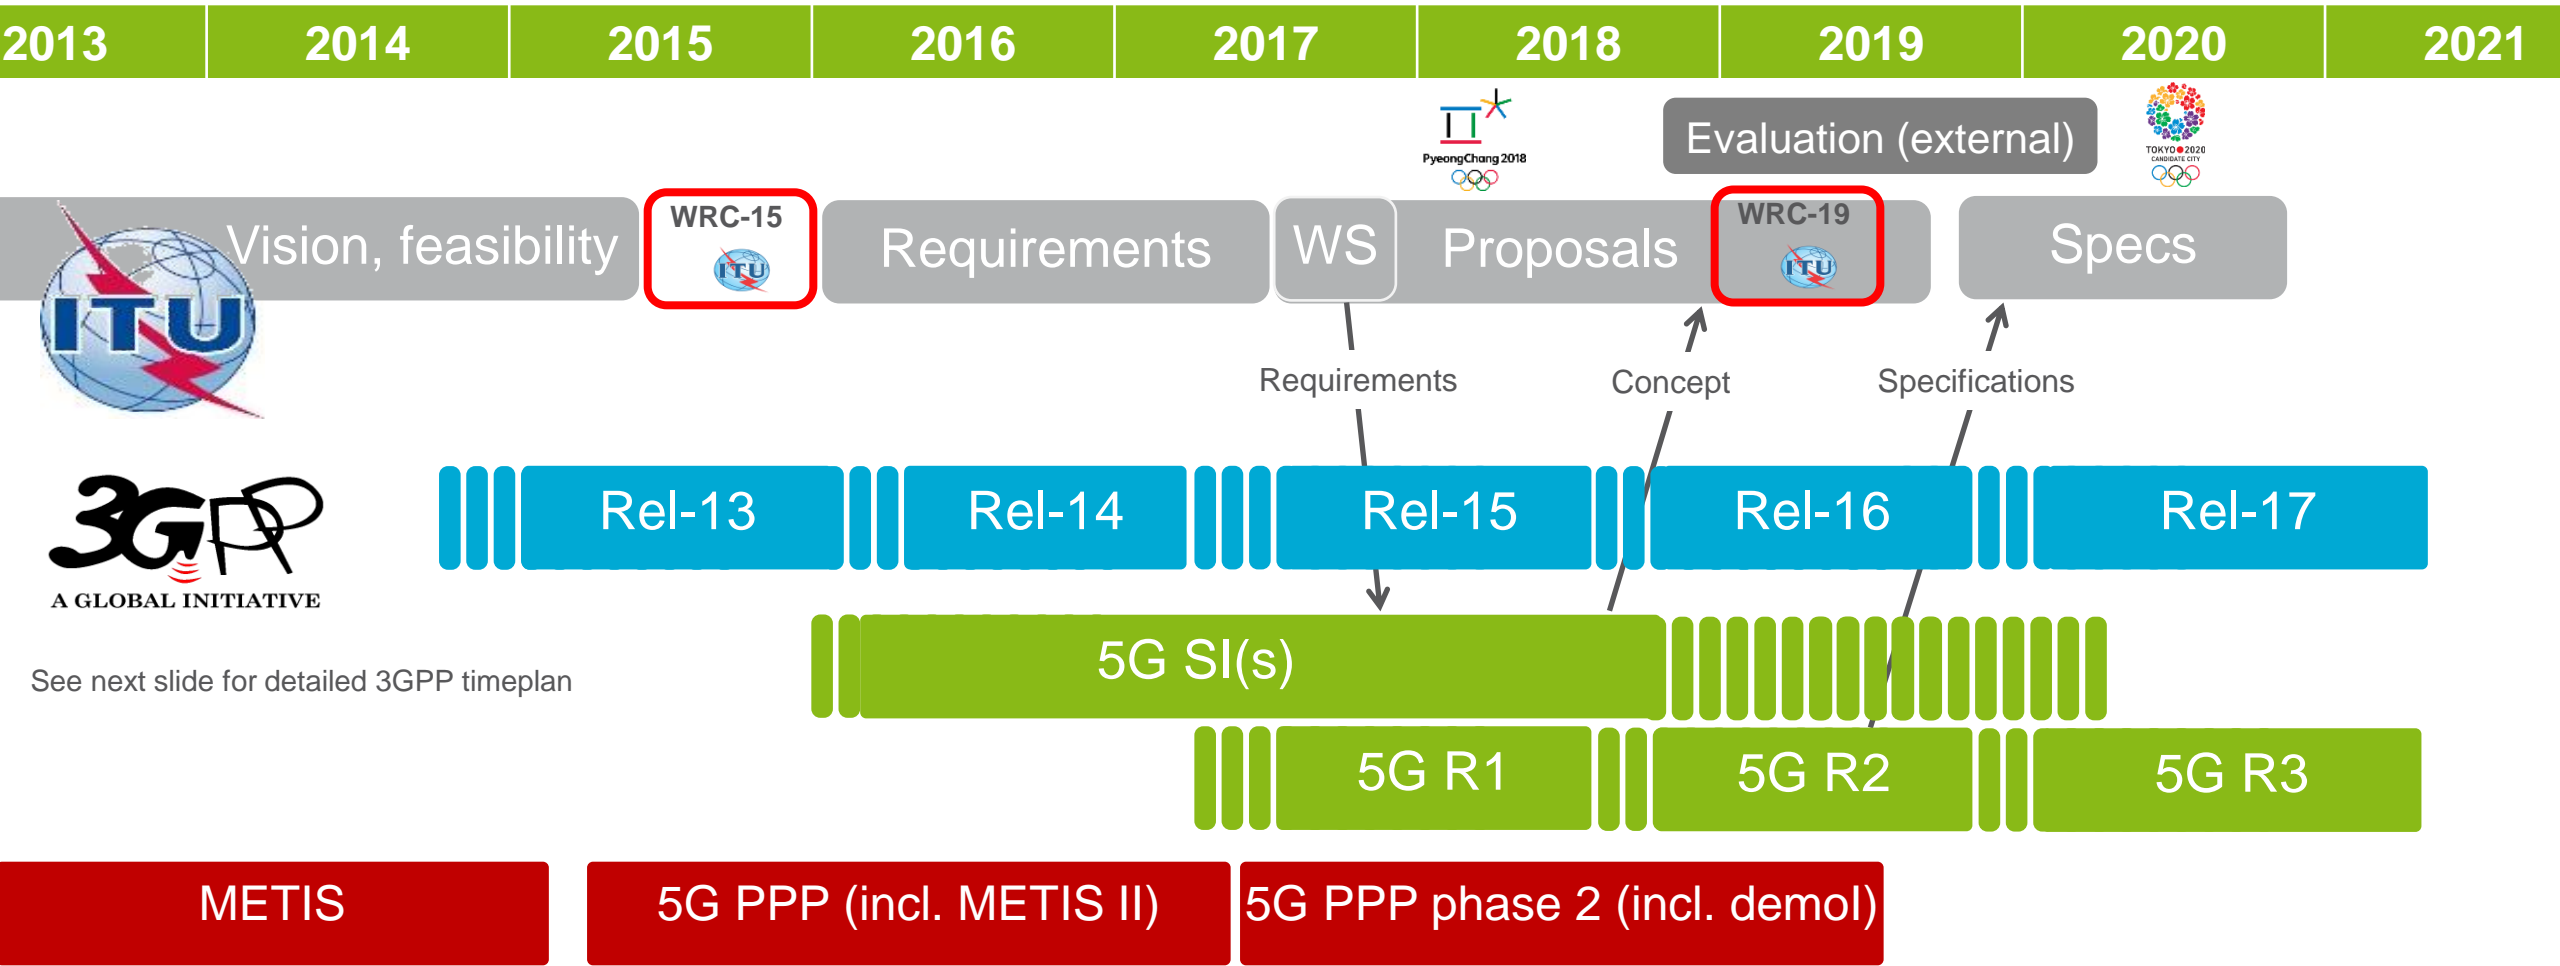 2013 2014 2015 2016 2017 2018 2019 2020 2021
PyeongChang 2018
Evaluation (external)
TOKYO 2020
CANDIDATE CITY
Vision, feasibility
WRC-15
ITU
Requirements
WS
Proposals
WRC-19
ITU
Specs
ITU
Requirements
Concept
Specifications
3GPP
A GLOBAL INITIATIVE
Rel-13
Rel-14
Rel-15
Rel-16
Rel-17
5G SI(s)
See next slide for detailed 3GPP timeplan
5G R1
5G R2
5G R3
METIS
5G PPP (incl. METIS II)
5G PPP phase 2 (incl. demol)